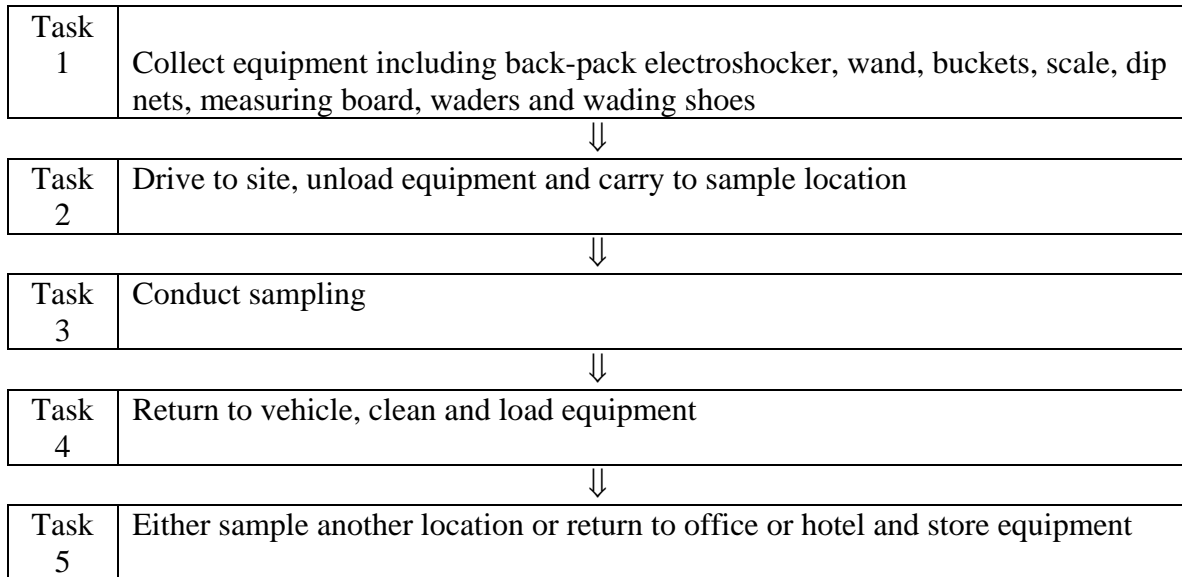 Task
1
Collect equipment including back-pack electroshocker, wand, buckets, scale, dip
nets, measuring board, waders and wading shoes
⇓
Task
2
Drive to site, unload equipment and carry to sample location
⇓
Task
3
Conduct sampling
⇓
Task
4
Return to vehicle, clean and load equipment
⇓
Task
5
Either sample another location or return to office or hotel and store equipment